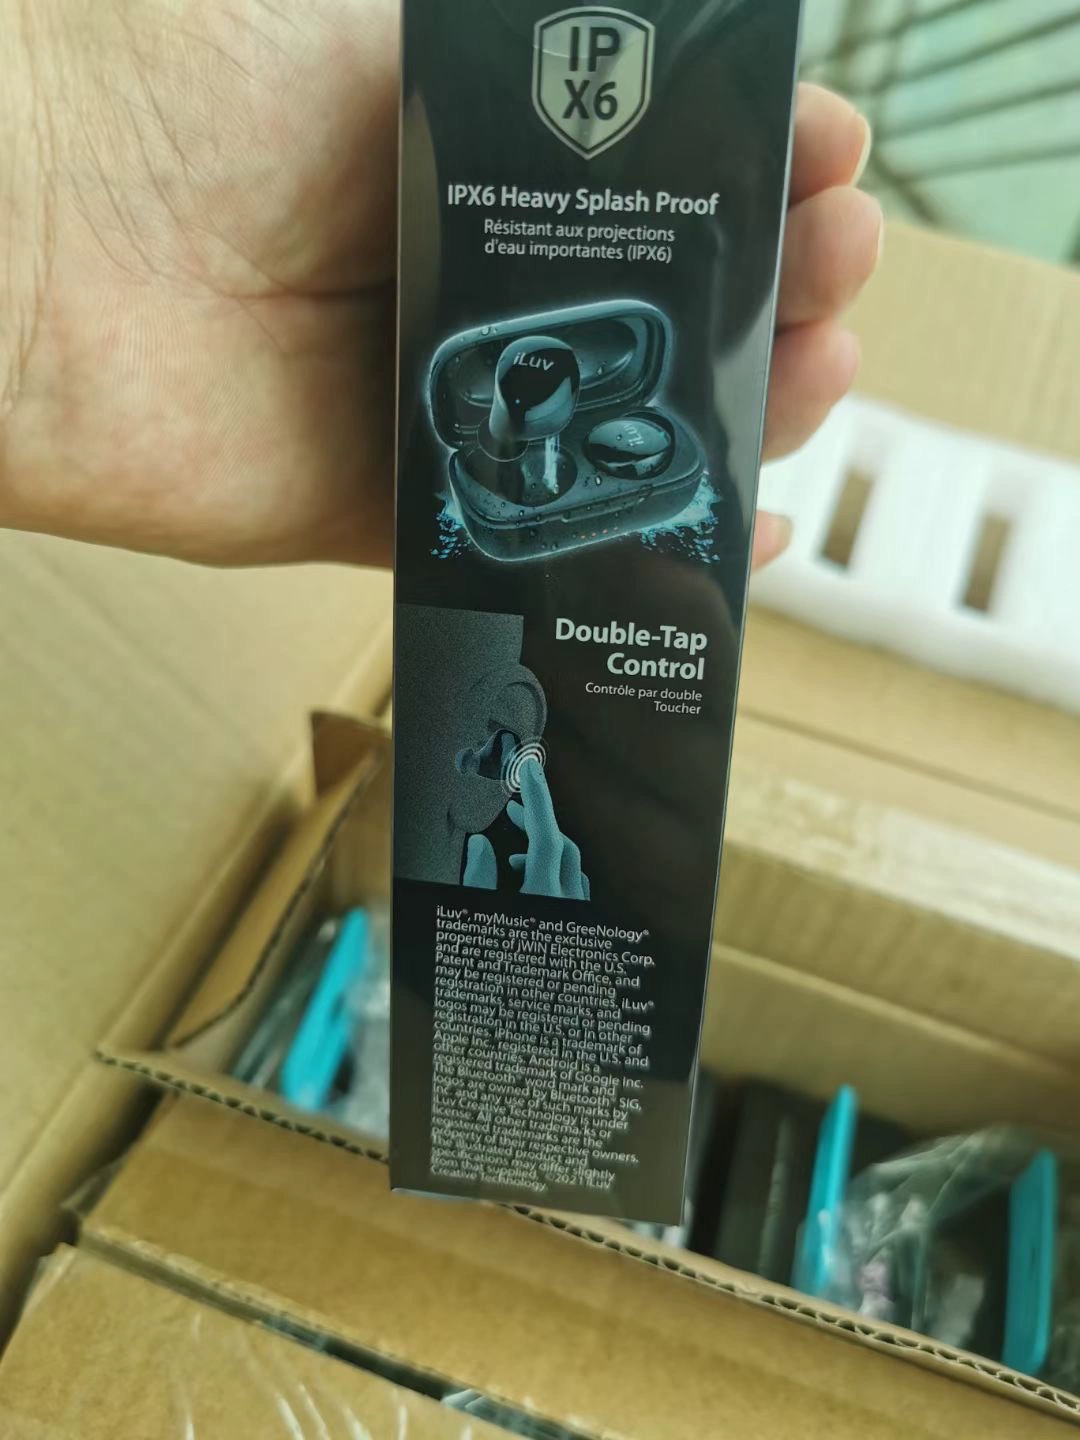 IP
X6
IPX6 Heavy Splash Proof
Résistant aux projections
d'eau importantes (IPX6)
iLuv
iLuv
Double-Tap
Control
Contrôle par double
Toucher
iLuv®, myMusic® and GreeNology®
trademarks are the exclusive
properties of jWIN Electronics Corp.
and are registered with the U.S.
Patent and Trademark Office, and
may be registered or pending
registration in other countries. iLuv®
trademarks, service marks, and
logos may be registered or pending
registration in the U.S. or in other
countries. iPhone is a trademark of
Apple Inc., registered in the U.S. and
other countries. Android is a
registered trademark of Google Inc.
The Bluetooth® word mark and
logos are owned by Bluetooth® SIG,
Inc and any use of such marks by
iLuv Creative Technology is under
license. All other trademarks or
registered trademarks are the
property of their respective owners.
The illustrated product and
specifications may differ slightly
from that supplied. ©2021 iLuv
Creative Technology.